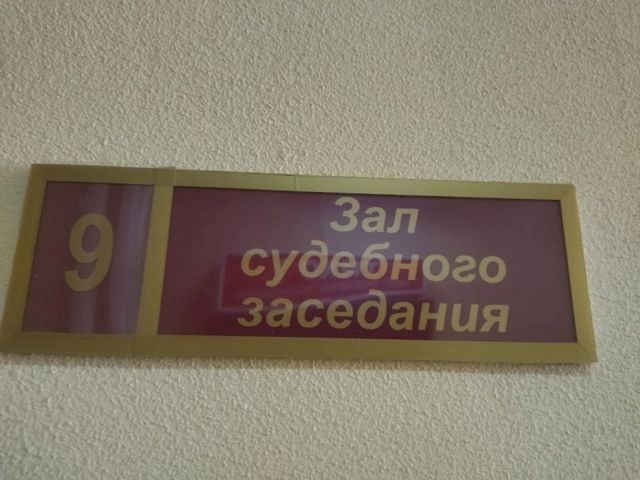 9
Зал
судебного
заседания